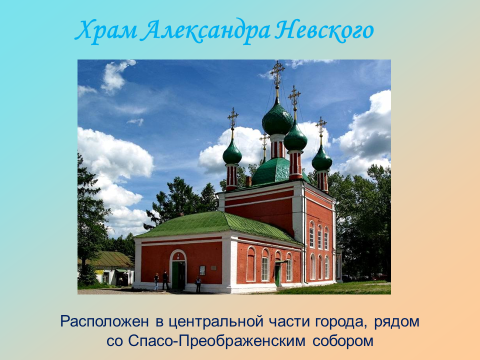 Храм Александра Невского
Расположен в центральной части города, рядом
со Спасо-Преображенским собором